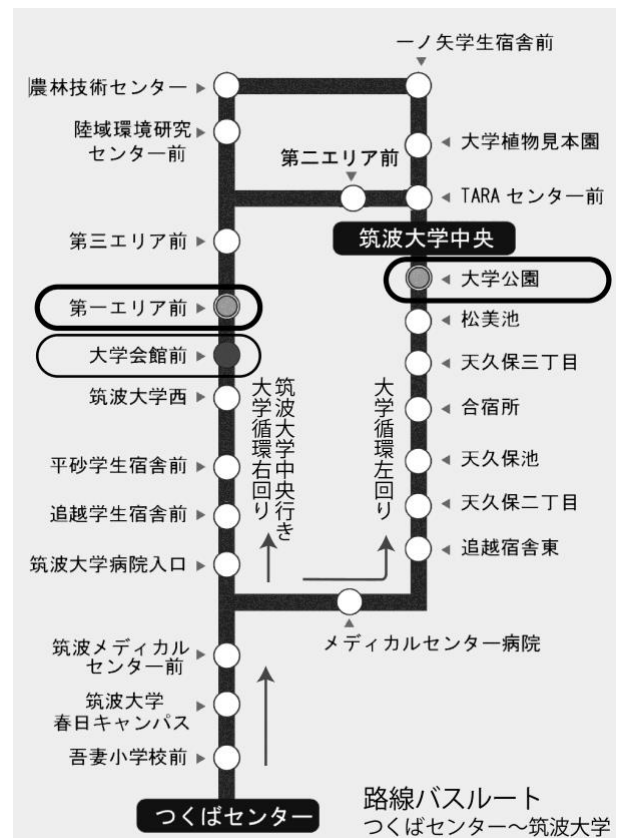 一ノ矢学生宿舎前
農林技術センター
陸域環境研究
センター前
第二エリア前
大学植物見本園
TARA センター前
第三エリア前
筑波大学中央
大学公園
第一エリア前
松美池
大学会館前
天久保三丁目
筑波大学西
合宿所
筑波大学中央行き
大学循環右回り
大学循環左回り
平砂学生宿舎前
天久保池
追越学生宿舎前
天久保二丁目
筑波大学病院入口
追越宿舎東
メディカルセンター病院
筑波メディカル
センター前
筑波大学
春日キャンパス
吾妻小学校前
つくばセンター
路線バスルート
つくばセンター〜筑波大学